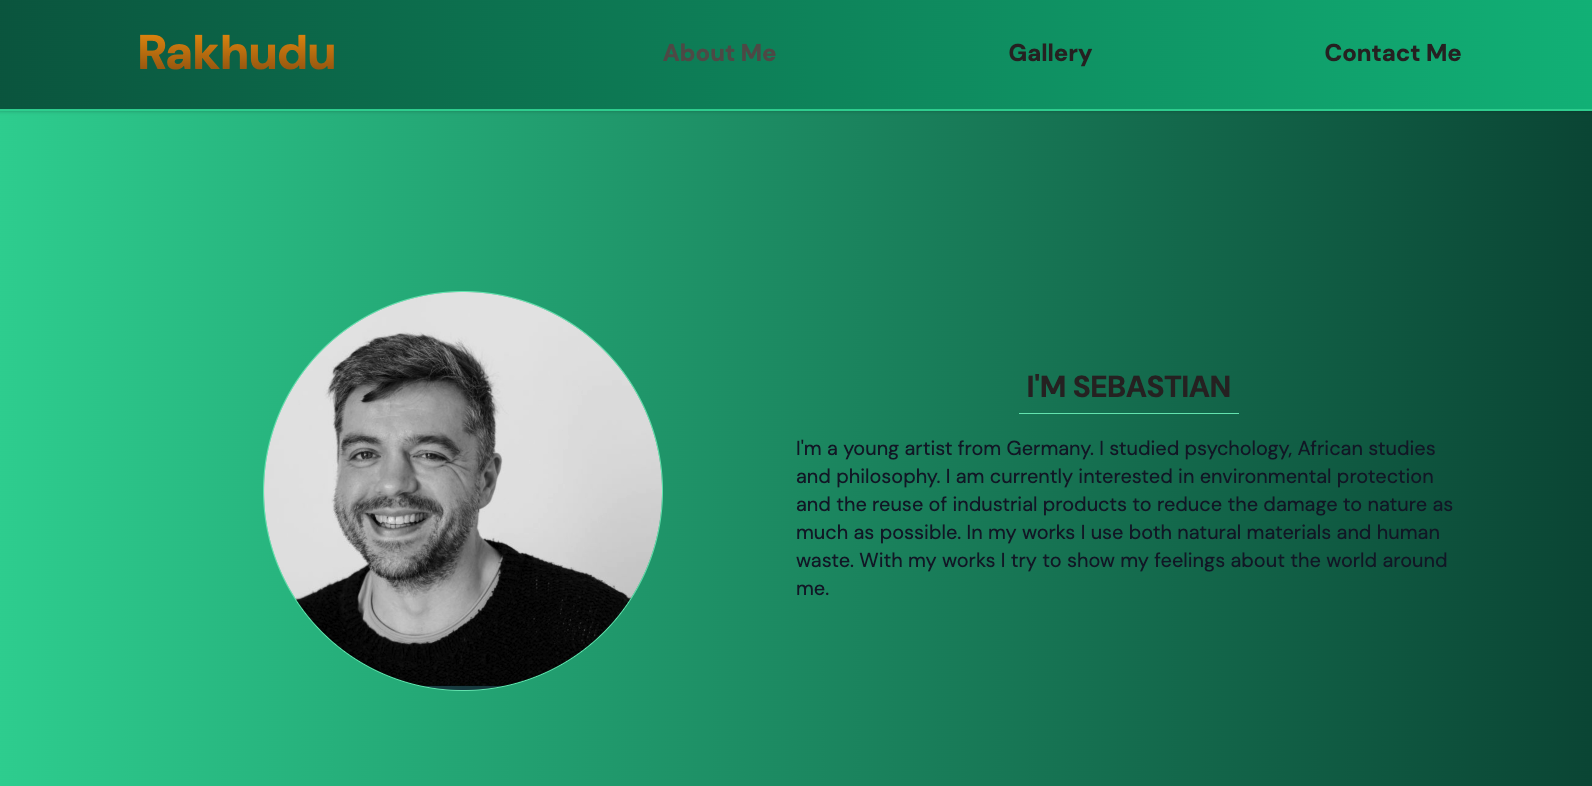 Rakhudu
About Me
Gallery
Contact Me
I'M SEBASTIAN
I'm a young artist from Germany. I studied psychology, African studies
and philosophy. I am currently interested in environmental protection
and the reuse of industrial products to reduce the damage to nature as
much as possible. In my works I use both natural materials and human
waste. With my works I try to show my feelings about the world around
me.